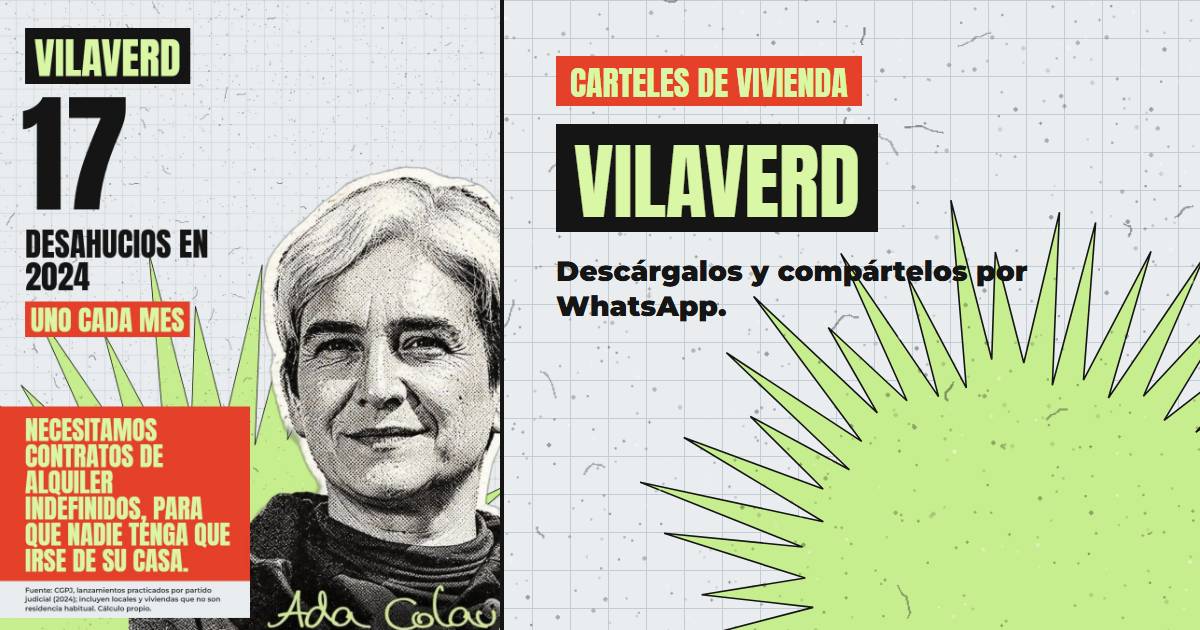 VILAVERD
17
DESAHUCIOS EN
2024
UNO CADA MES
NECESITAMOS
CONTRATOS DE
ALQUILER
INDEFINIDOS, PARA
QUE NADIE TENGA QUE
IRSE DE SU CASA.
Fuente: CGPJ, lanzamientos practicados por partido
judicial (2024); incluyen locales y viviendas que no son
residencia habitual. Cálculo propio.
Ada Colau
CARTELES DE VIVIENDA
VILAVERD
Descárgalos y compártelos por
WhatsApp.